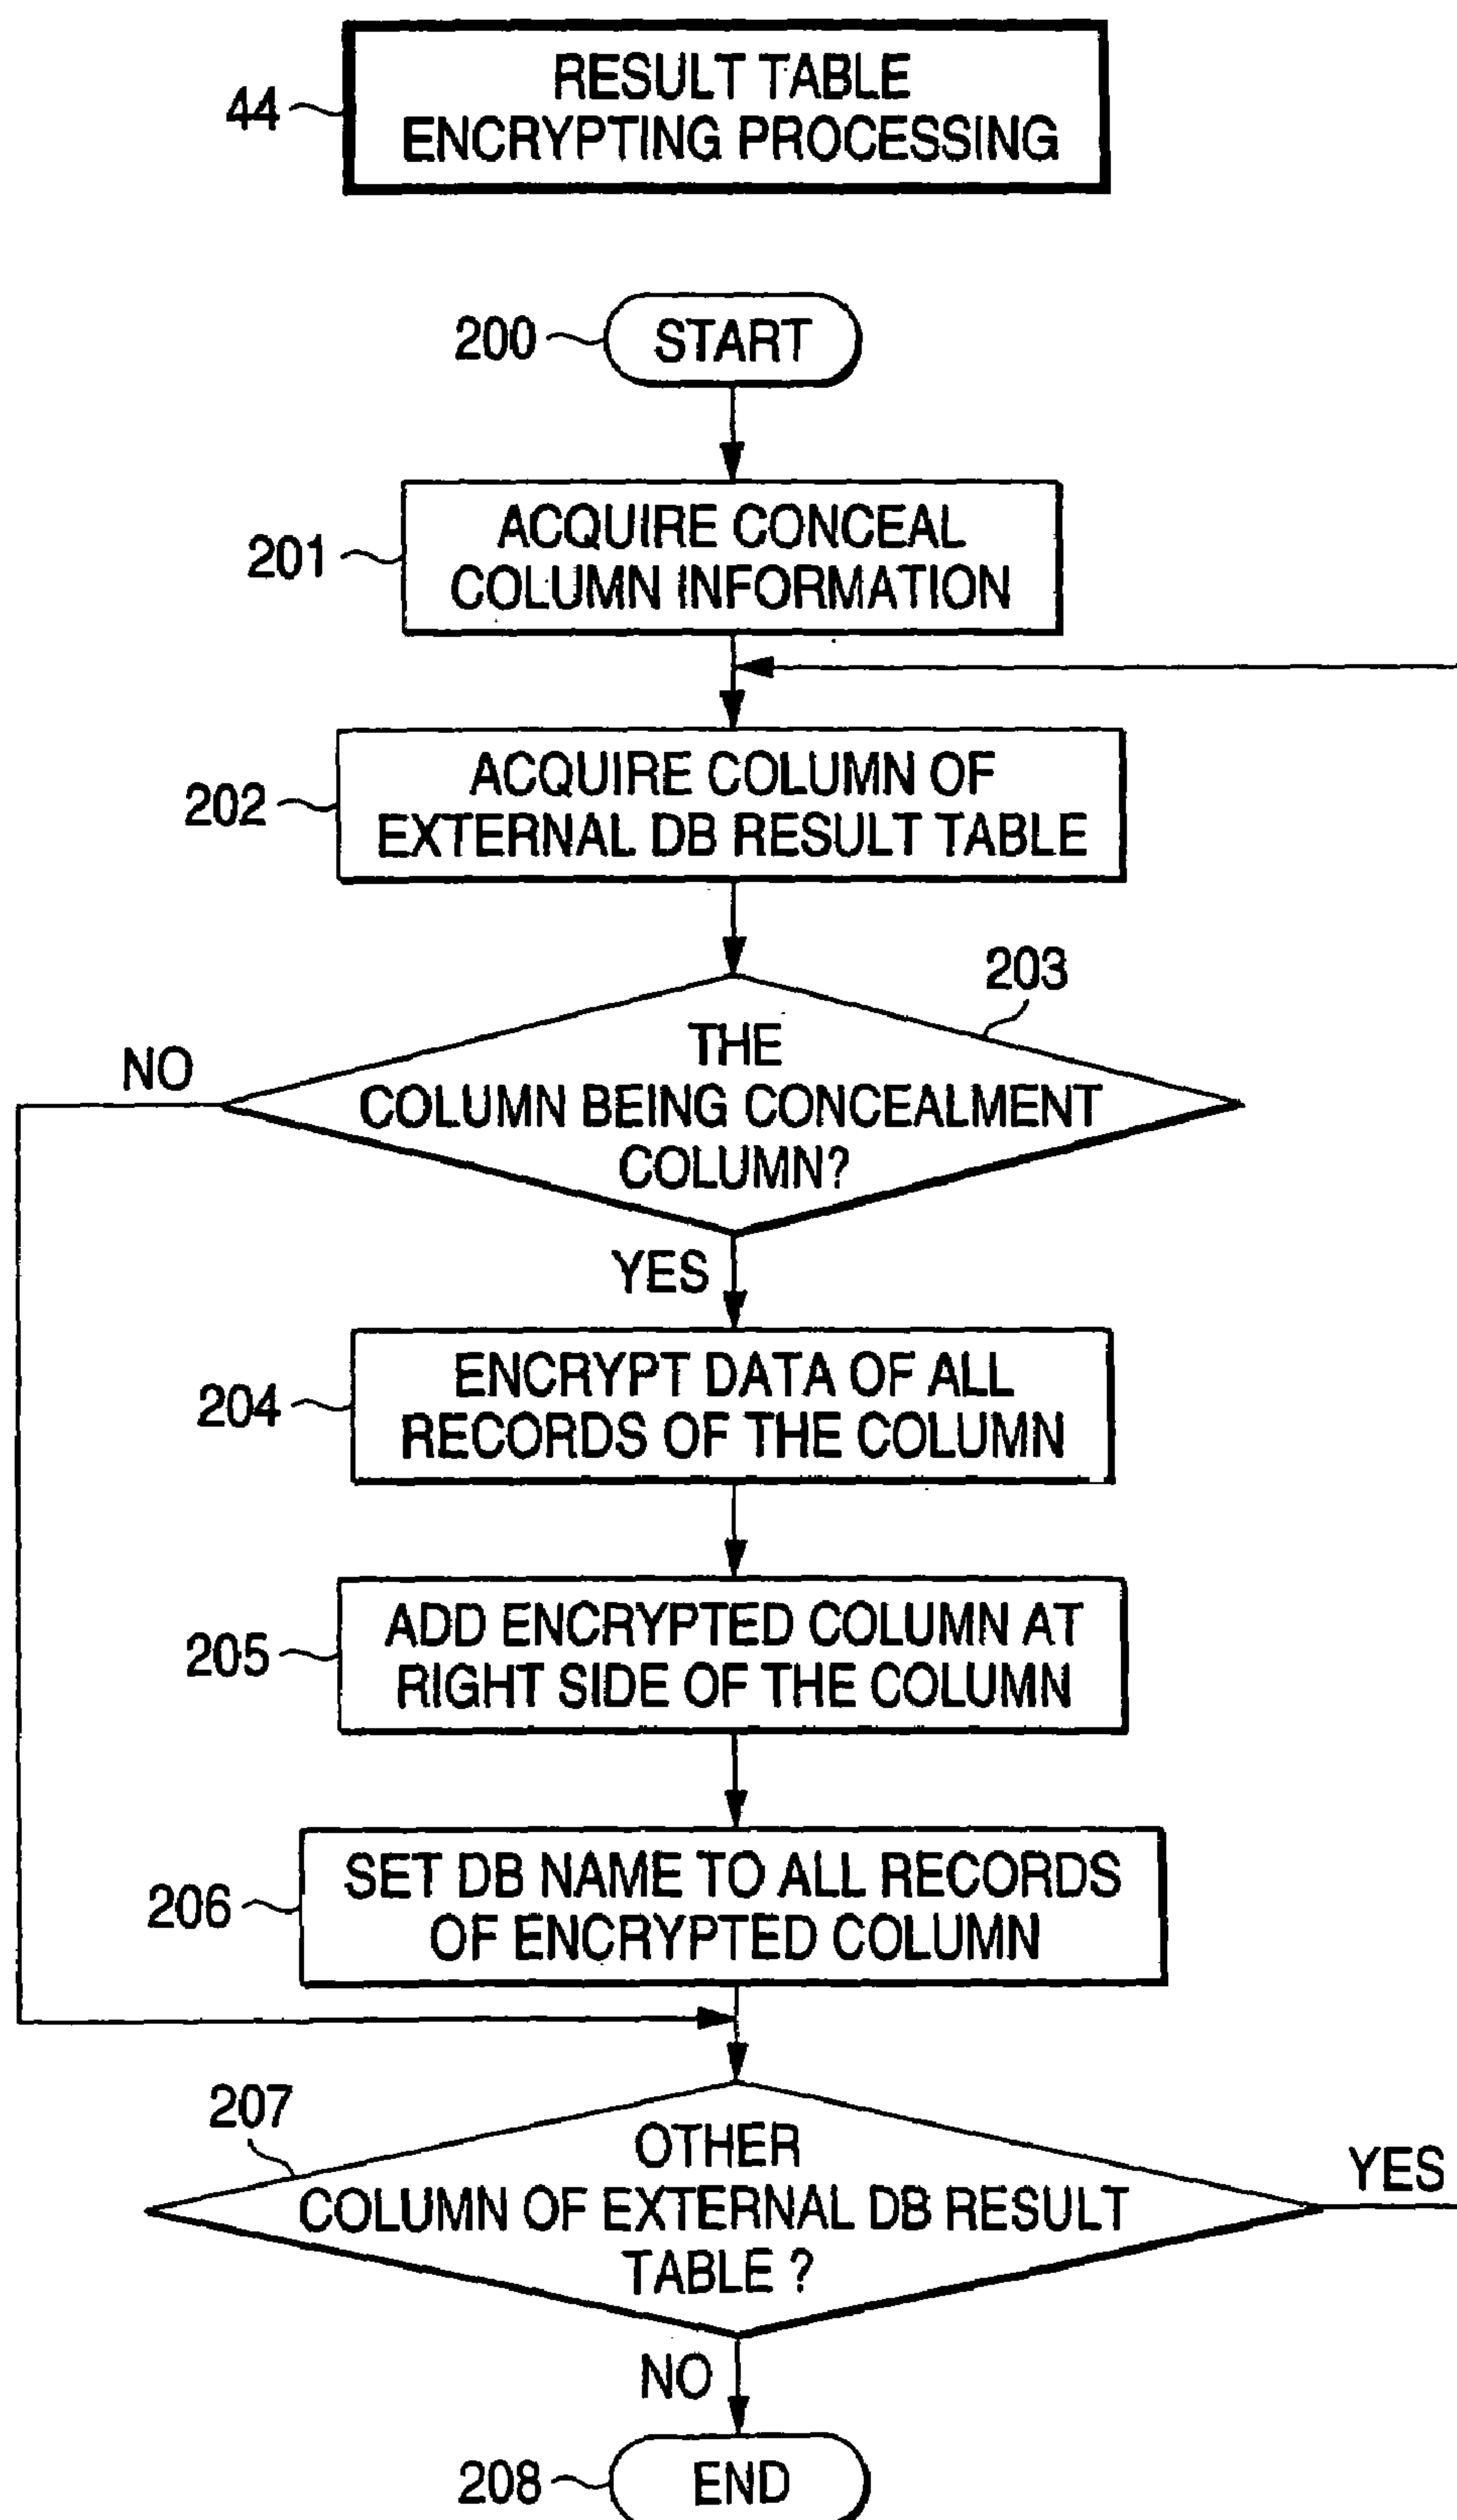 RESULT TABLE
ENCRYPTING PROCESSING
44
200
START
201
ACQUIRE CONCEAL
COLUMN INFORMATION
202
ACQUIRE COLUMN OF
EXTERNAL DB RESULT TABLE
203
THE
COLUMN BEING CONCEALMENT
COLUMN?
NO
YES
204
ENCRYPT DATA OF ALL
RECORDS OF THE COLUMN
205
ADD ENCRYPTED COLUMN AT
RIGHT SIDE OF THE COLUMN
206
SET DB NAME TO ALL RECORDS
OF ENCRYPTED COLUMN
207
OTHER
COLUMN OF EXTERNAL DB RESULT
TABLE ?
YES
NO
208
END